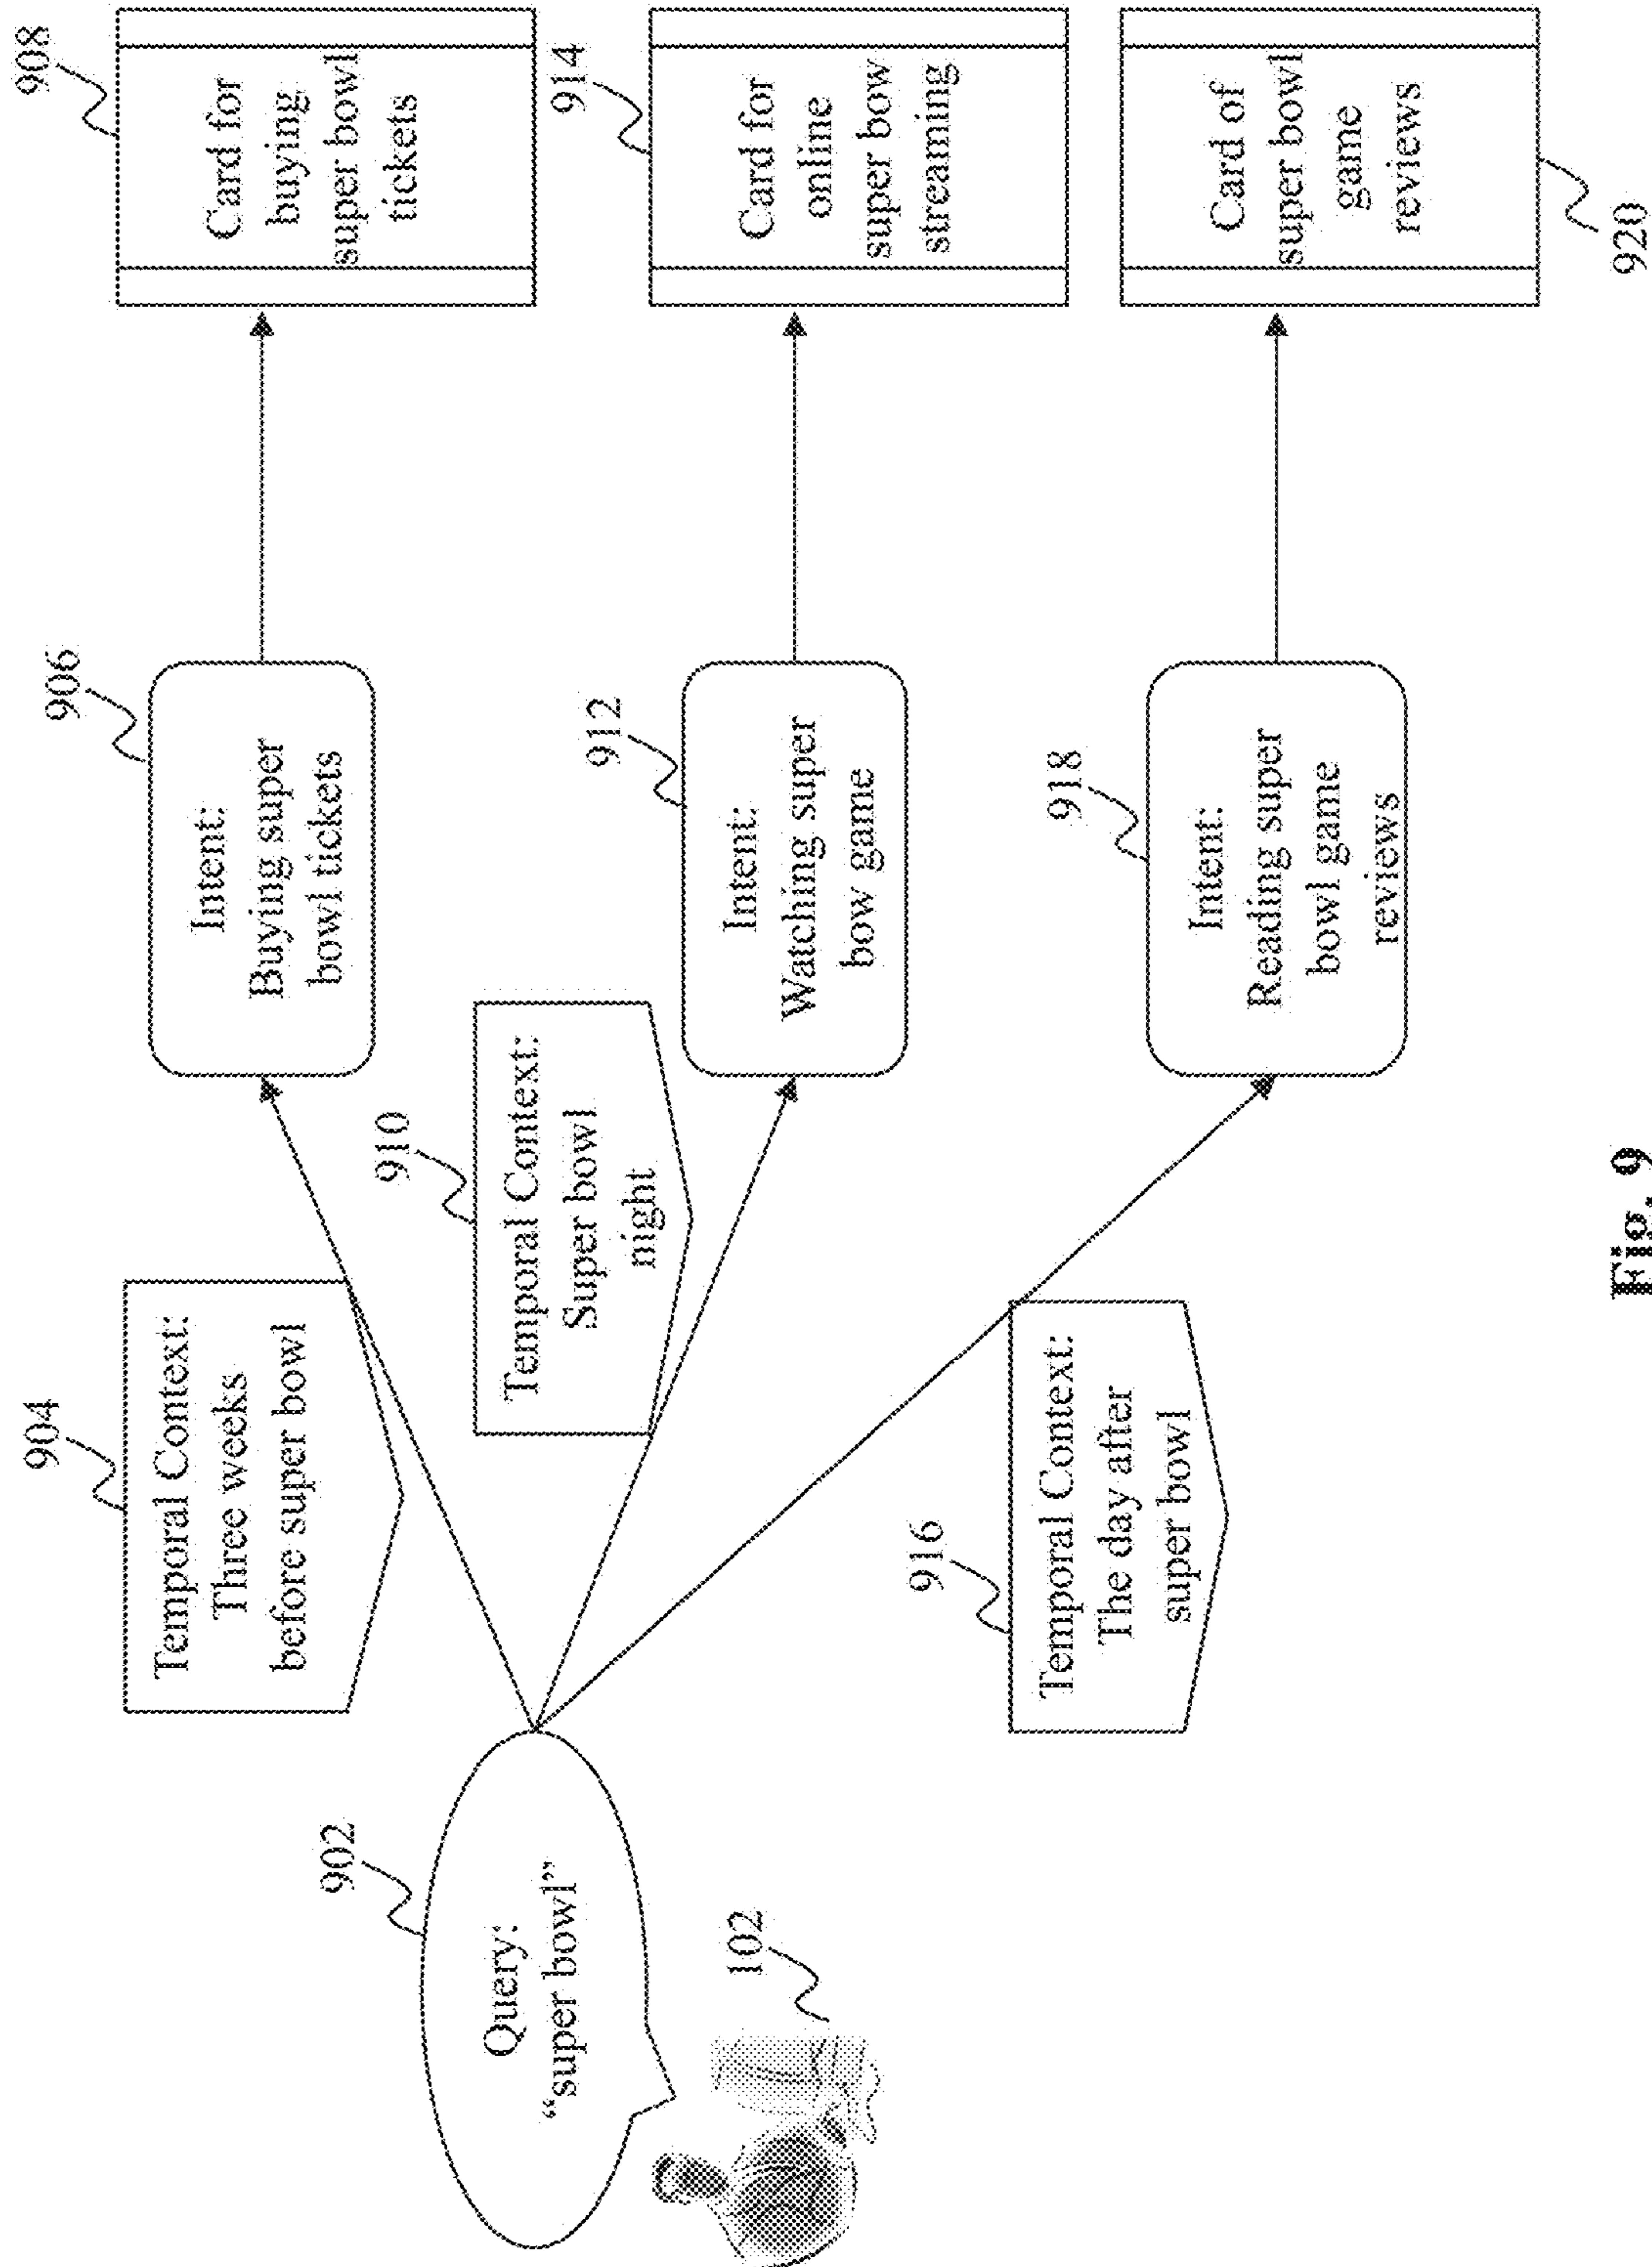 902
Query:
“super bowl”
102
904
Temporal Context:
Three weeks
before super bowl
906
Intent:
Buying super
bowl tickets
908
Card for
buying
super bowl
tickets
910
Temporal Context:
Super bowl
night
912
Intent:
Watching super
bow game
914
Card for
online
super bow
streaming
916
Temporal Context:
The day after
super bowl
918
Intent:
Reading super
bowl game
reviews
Card of
super bowl
game
reviews
920
Fig. 9